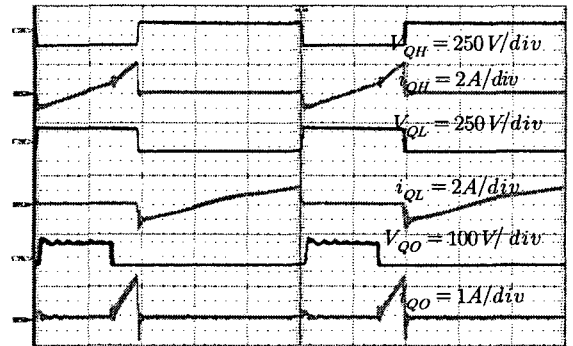 V_QH = 250 V/div
i_QH = 2A/div
V_QL = 250 V/div
i_QL = 2A/div
V_QO = 100 V/div
i_QO = 1A/div